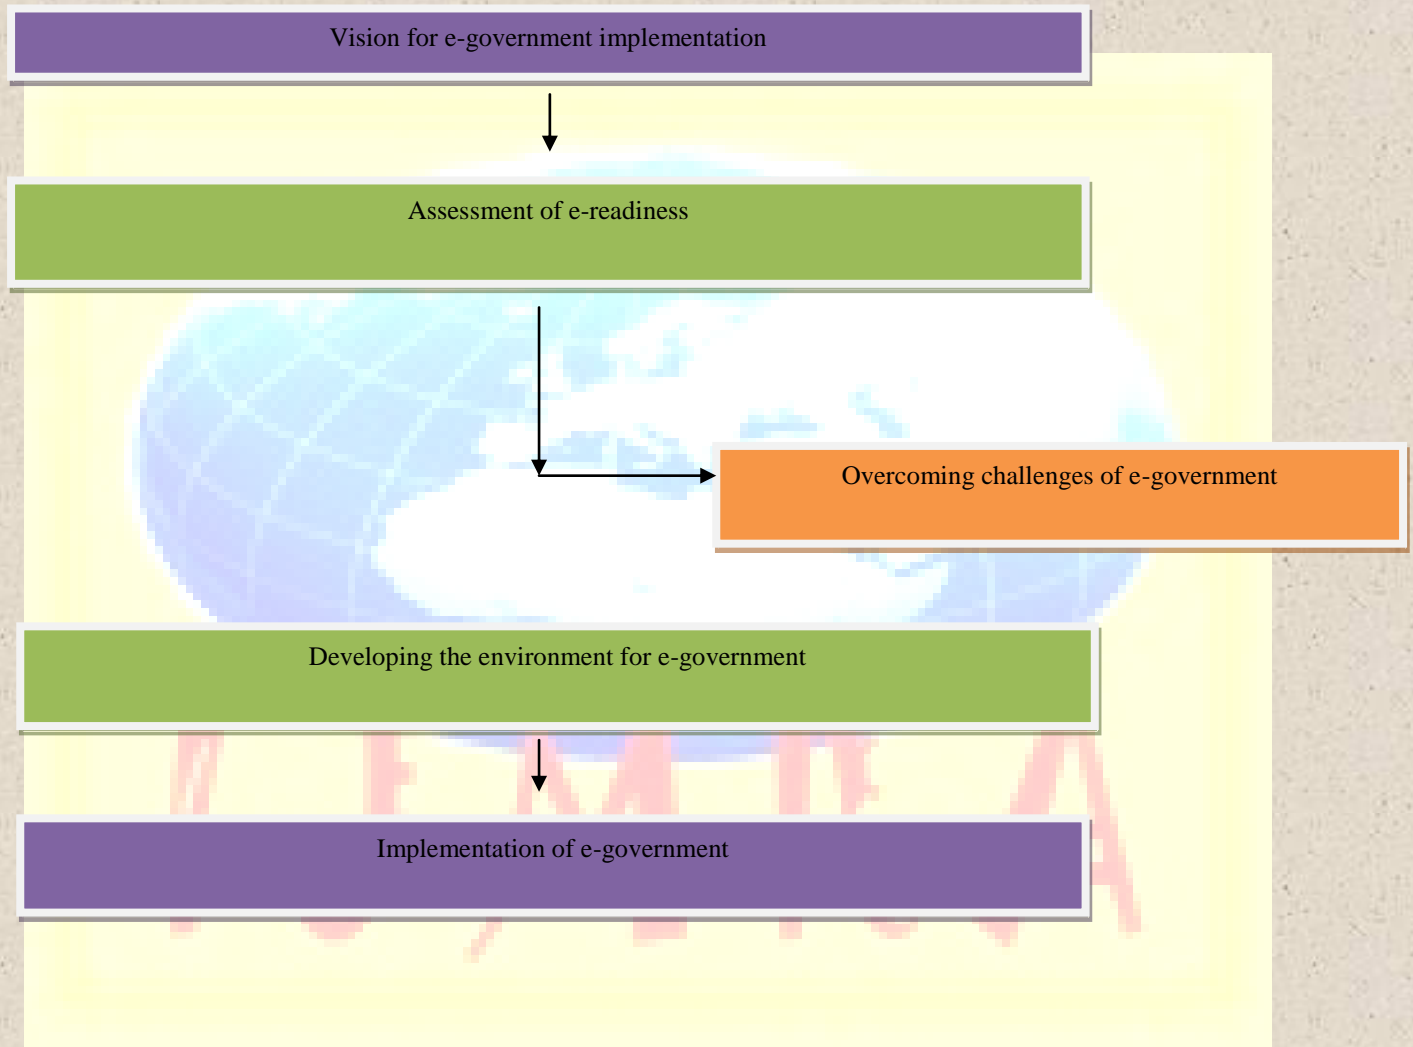 Vision for e-government implementation
Assessment of e-readiness
Overcoming challenges of e-government
Developing the environment for e-government
Implementation of e-government